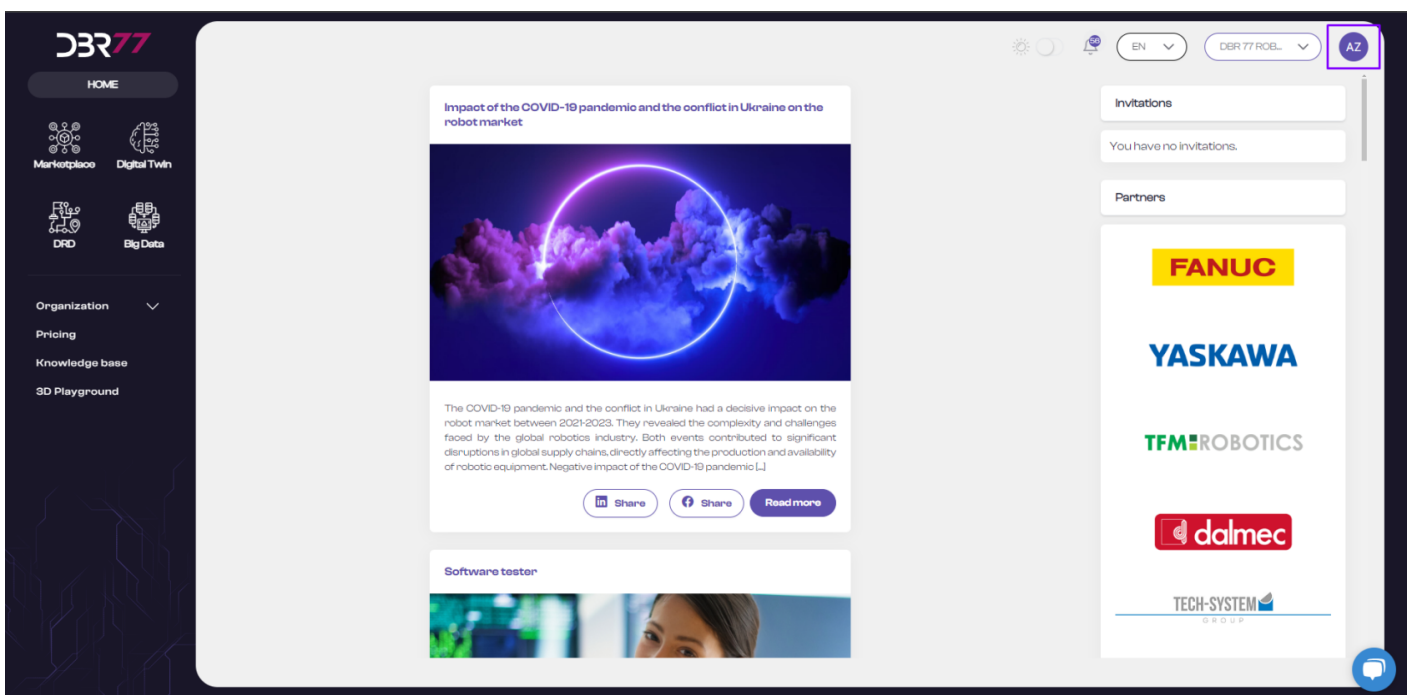 DBR77
HOME
Marketplace
Digital Twin
DRD
Big Data
Organization
Pricing
Knowledge base
3D Playground
56
EN
DBR 77 ROB...
AZ
Impact of the COVID-19 pandemic and the conflict in Ukraine on the
robot market
The COVID-19 pandemic and the conflict in Ukraine had a decisive impact on the
robot market between 2021-2023. They revealed the complexity and challenges
faced by the global robotics industry. Both events contributed to significant
disruptions in global supply chains, directly affecting the production and availability
of robotic equipment. Negative impact of the COVID-19 pandemic [...]
Share
Share
Read more
Software tester
Invitations
You have no invitations.
Partners
FANUC
YASKAWA
TFM ROBOTICS
dalmec
TECH-SYSTEM
GROUP